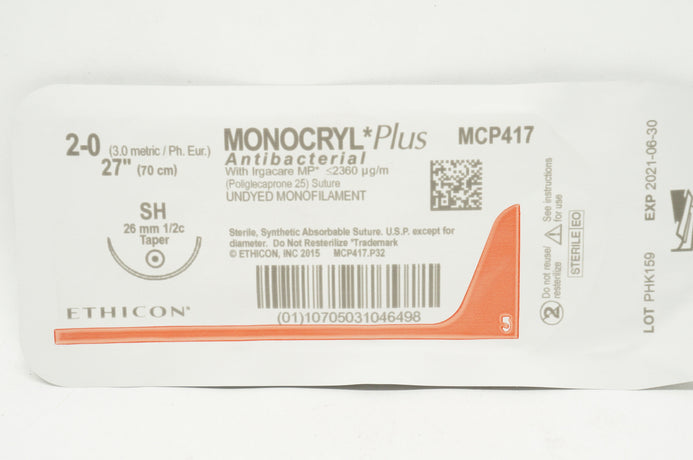 2-0 (3.0 metric / Ph. Eur.)
27" (70 cm)
SH
26 mm 1/2c
Taper
ETHICON*
MONOCRYL*Plus MCP417
Antibacterial
With Irgacare MP* ≤2360 µg/m
(Poliglecaprone 25) Suture
UNDYED MONOFILAMENT
Sterile, Synthetic Absorbable Suture. U.S.P. except for
diameter. Do Not Resterilize *Trademark
© ETHICON, INC 2015 MCP417.P32
(01)10705031046498
2 Do not reuse/
resterilize
See instructions
for use
STERILE EO
LOT PHK159 EXP 2021-06-30